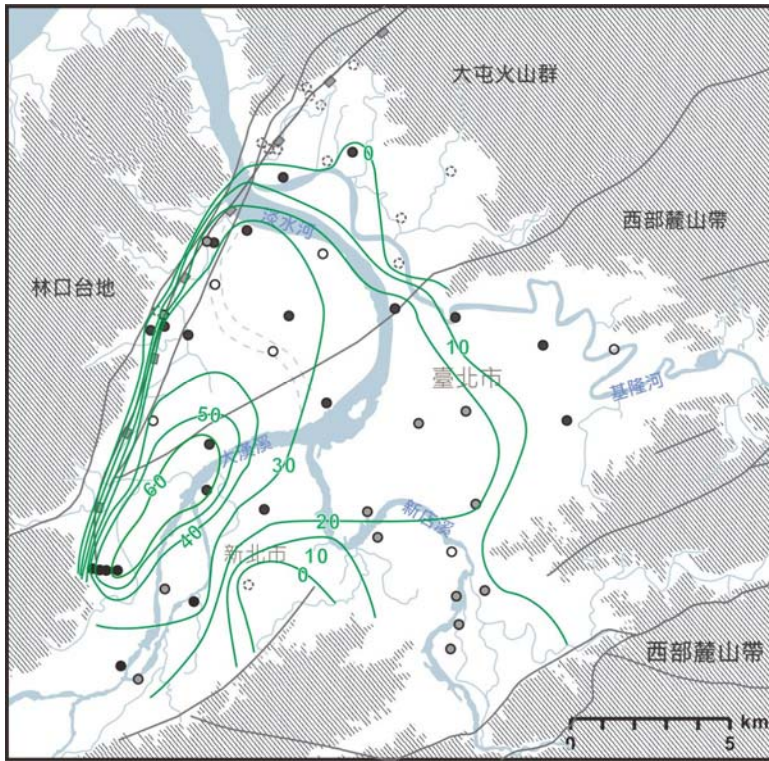 大屯火山群
0
淡水河
西部麓山帶
林口台地
10
臺北市
基隆河
50
大漢溪
30
60
20
新店溪
40
新北市
10
0
西部麓山帶
km
0
5